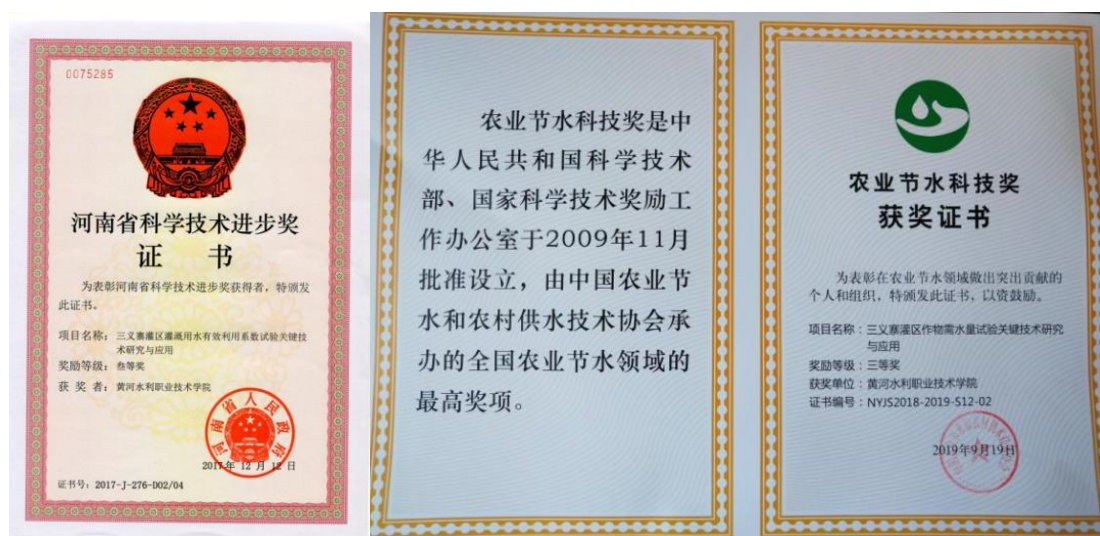 0075285
河南省科学技术进步奖
证 书
为表彰河南省科学技术进步奖获得者，特颁发
此证书。
项目名称：三义寨灌区灌溉用水有效利用系数试验关键技
术研究与应用
奖励等级：叁等奖
获 奖 者：黄河水利职业技术学院
河南省人民政府
2017年 12 月 12 日
证书号：2017-J-276-D02/04
农业节水科技奖是中
华人民共和国科学技术
部、国家科学技术奖励工
作办公室于2009年11月
批准设立，由中国农业节
水和农村供水技术协会承
办的全国农业节水领域的
最高奖项。
农业节水科技奖
获奖证书
为表彰在农业节水领域做出突出贡献的
个人和组织，特颁发此证书，以资鼓励。
项目名称：三义寨灌区作物需水量试验关键技术研究
与应用
奖励等级：三等奖
获奖单位：黄河水利职业技术学院
证书编号：NYJS2018-2019-S12-02
2019年9月19日